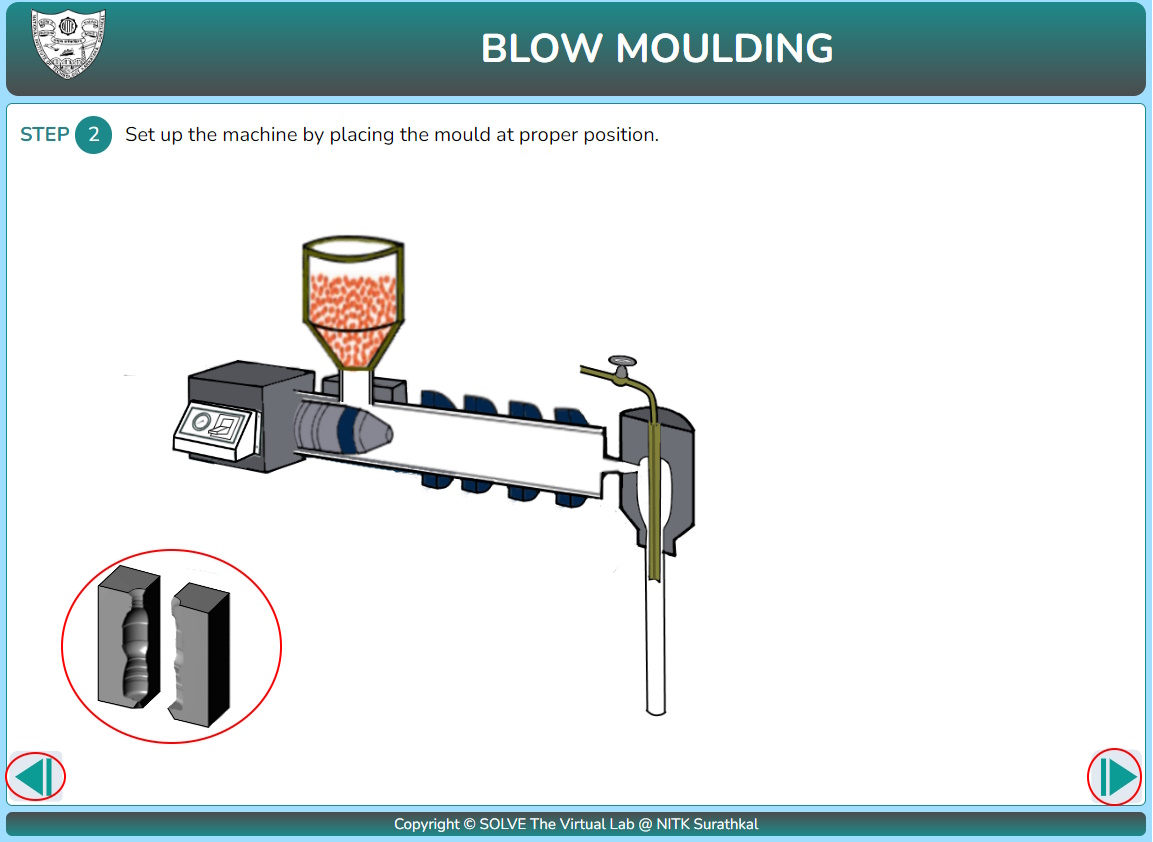 BLOW MOULDING
STEP 2 Set up the machine by placing the mould at proper position.
Copyright © SOLVE The Virtual Lab @ NITK Surathkal